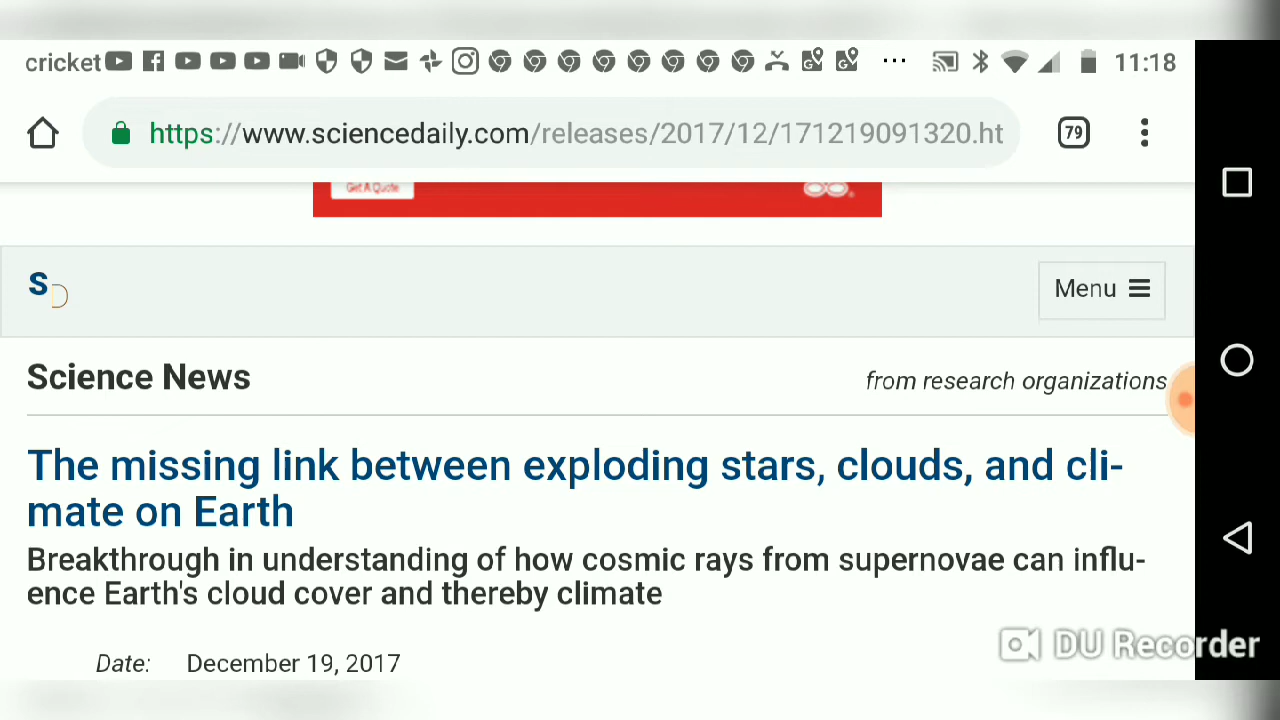 cricket 11:18
https://www.sciencedaily.com/releases/2017/12/171219091320.ht 79
Get A Quote
SD
Menu
Science News
from research organizations
The missing link between exploding stars, clouds, and cli-
mate on Earth
Breakthrough in understanding of how cosmic rays from supernovae can influ-
ence Earth's cloud cover and thereby climate
Date: December 19, 2017
DU Recorder